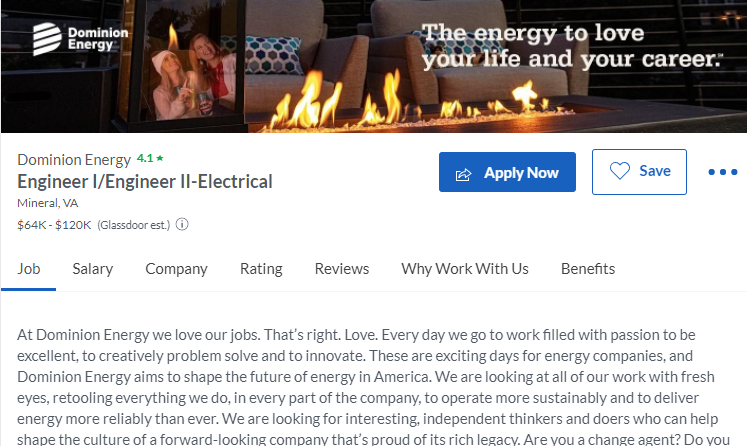 Dominion
Energy
The energy to love
your life and your career.℠
Dominion Energy 4.1 ★
Engineer I/Engineer II-Electrical
Mineral, VA
$64K - $120K (Glassdoor est.) ⓘ
Apply Now
Save
Job Salary Company Rating Reviews Why Work With Us Benefits
At Dominion Energy we love our jobs. That's right. Love. Every day we go to work filled with passion to be
excellent, to creatively problem solve and to innovate. These are exciting days for energy companies, and
Dominion Energy aims to shape the future of energy in America. We are looking at all of our work with fresh
eyes, retooling everything we do, in every part of the company, to operate more sustainably and to deliver
energy more reliably than ever. We are looking for interesting, independent thinkers and doers who can help
shape the culture of a forward-looking company that's proud of its rich legacy. Are you a change agent? Do you